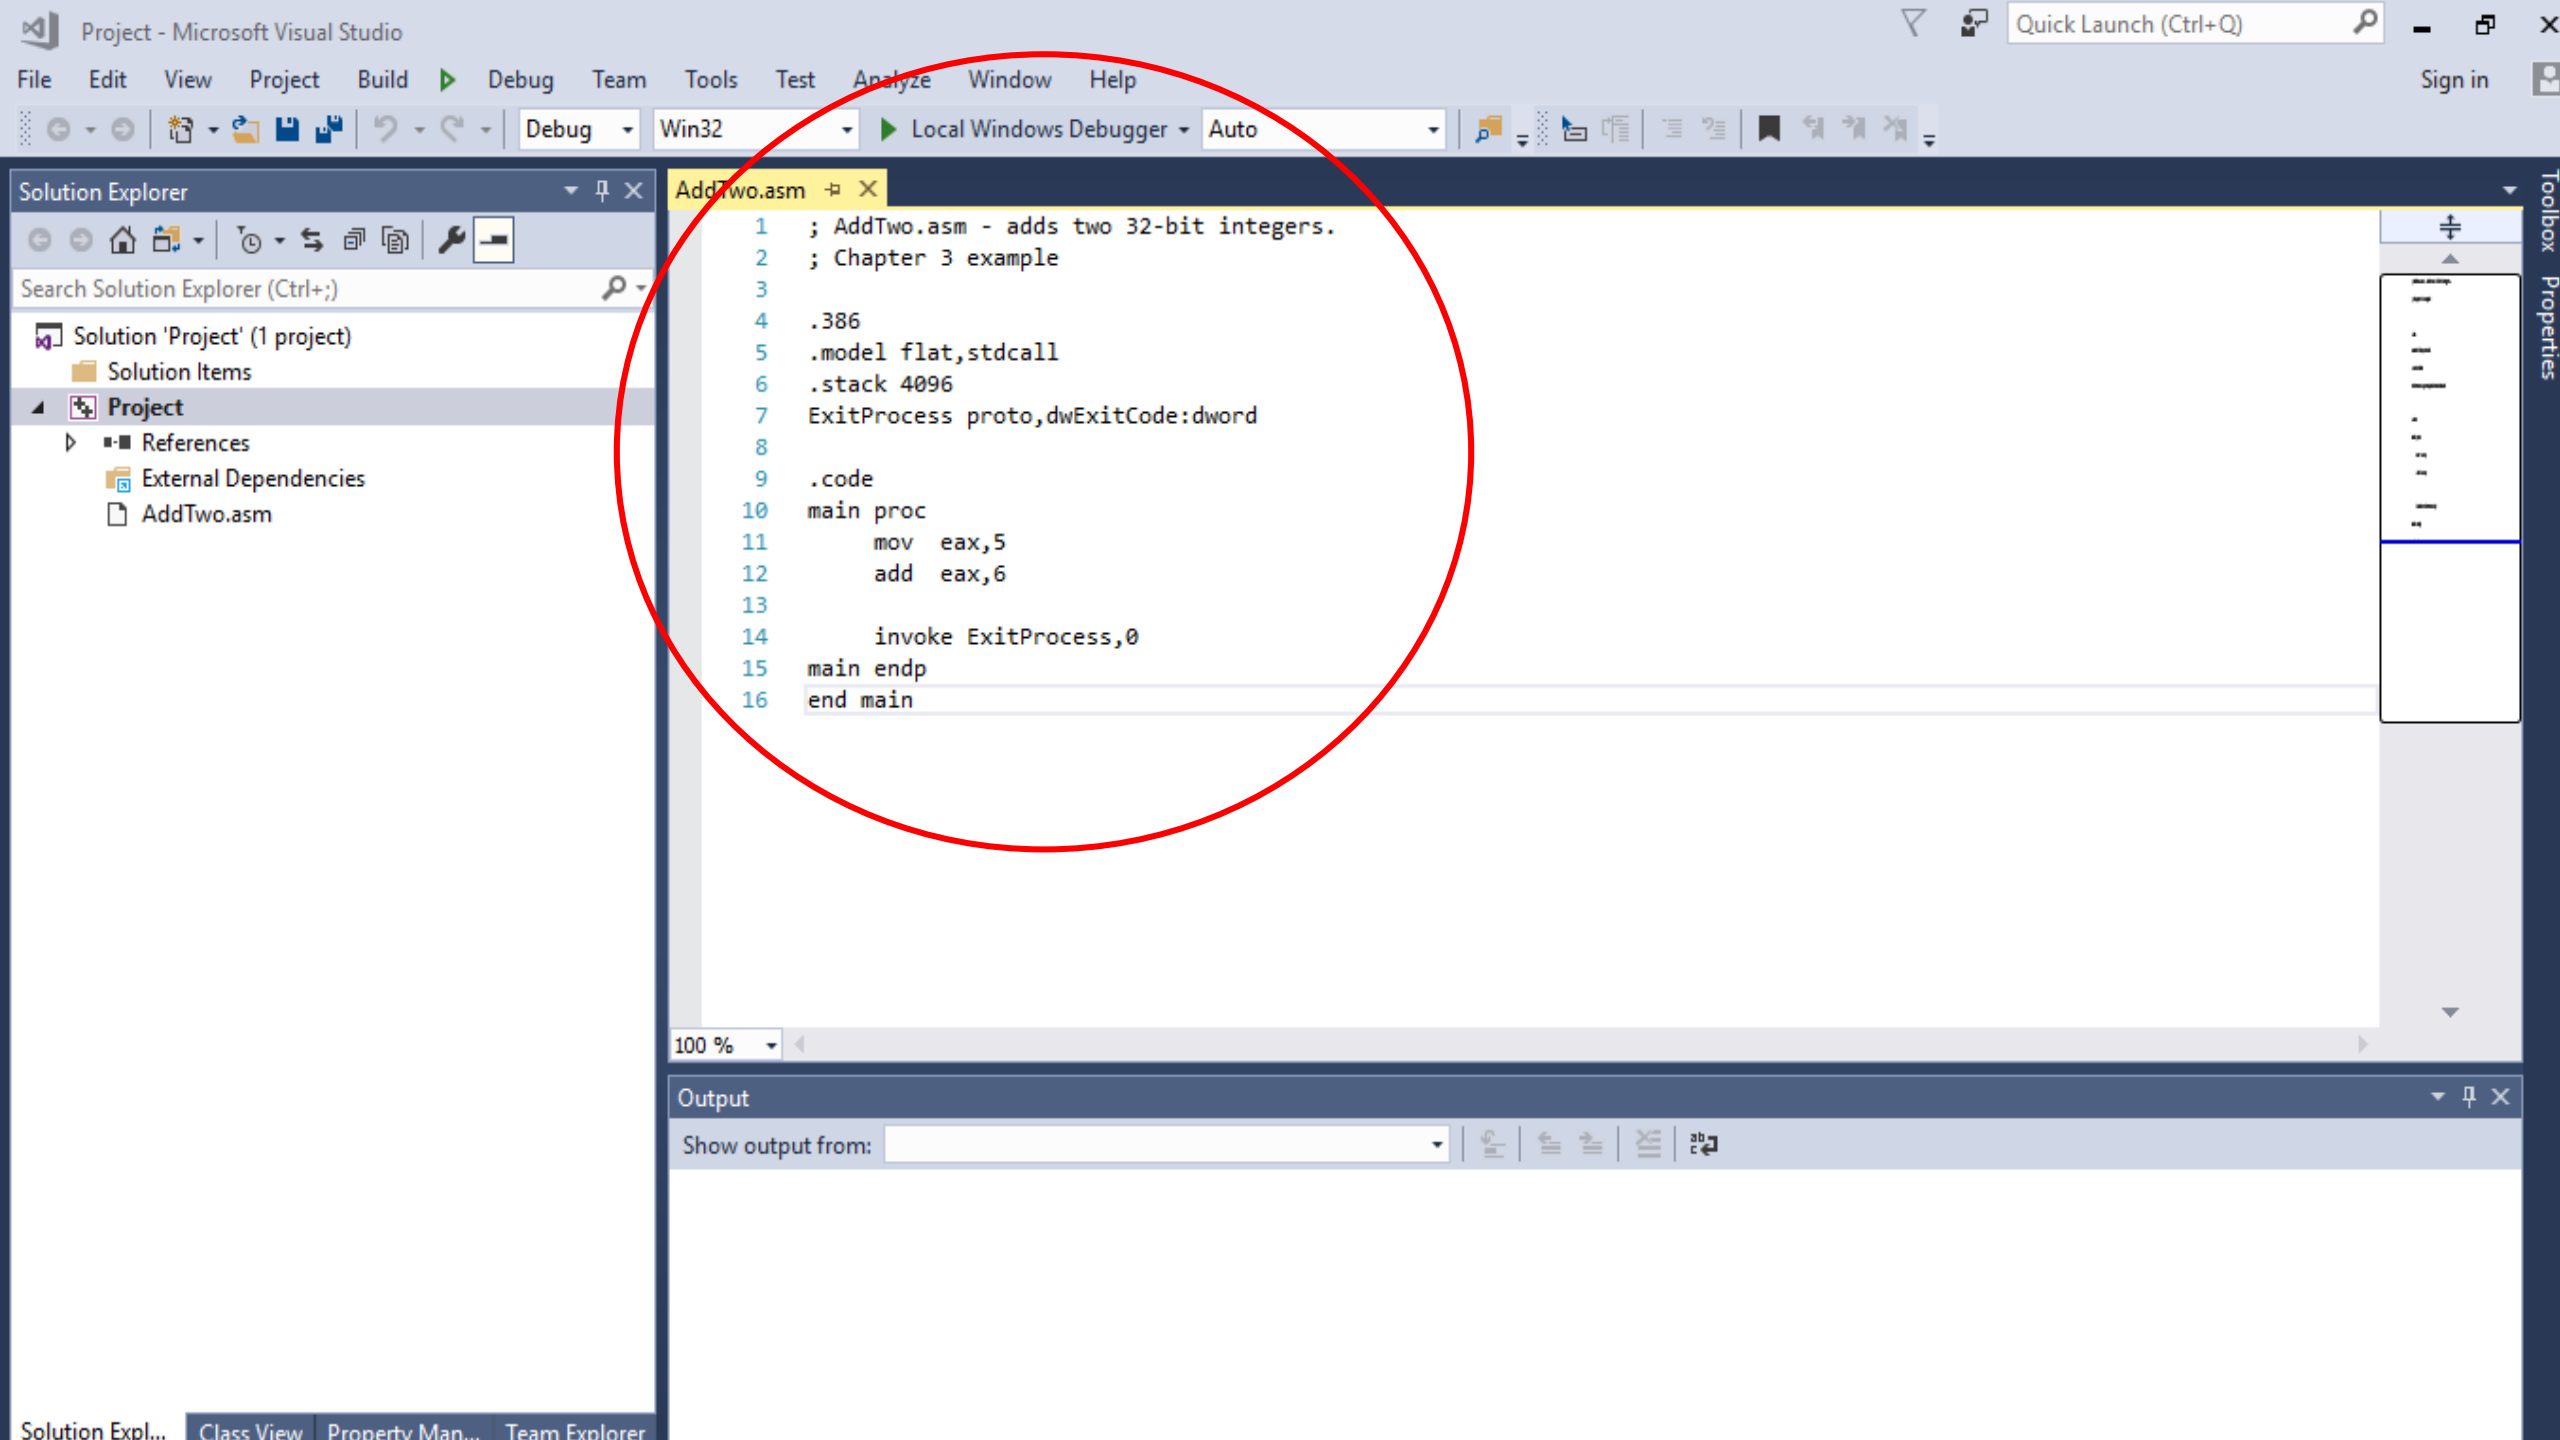 Project - Microsoft Visual Studio
Quick Launch (Ctrl+Q)
File Edit View Project Build Debug Team Tools Test Analyze Window Help
Sign in
Debug Win32 Local Windows Debugger Auto
Solution Explorer
Search Solution Explorer (Ctrl+;)
Solution 'Project' (1 project)
Solution Items
Project
References
External Dependencies
AddTwo.asm
Solution Expl... Class View Property Man... Team Explorer
AddTwo.asm
1 ; AddTwo.asm - adds two 32-bit integers.
2 ; Chapter 3 example
3
4 .386
5 .model flat,stdcall
6 .stack 4096
7 ExitProcess proto,dwExitCode:dword
8
9 .code
10 main proc
11 mov eax,5
12 add eax,6
13
14 invoke ExitProcess,0
15 main endp
16 end main
100 %
Output
Show output from:
Toolbox
Properties